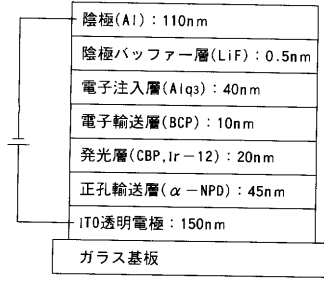 陰極(Al)：110nm
陰極バッファー層(LiF)：0.5nm
電子注入層(Alq3)：40nm
電子輸送層(BCP)：10nm
発光層(CBP,Ir－12)：20nm
正孔輸送層(α－NPD)：45nm
ITO透明電極：150nm
ガラス基板